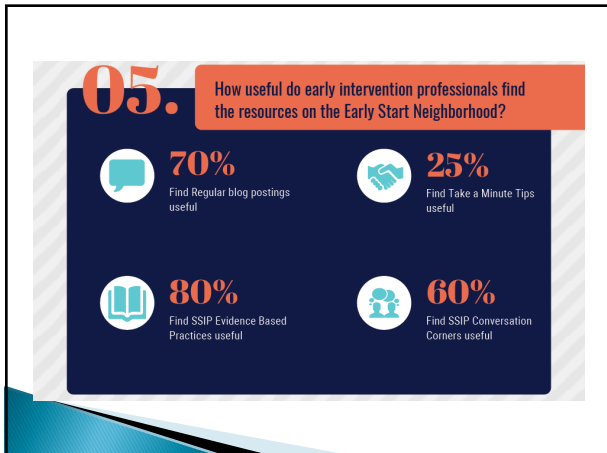 05.
How useful do early intervention professionals find
the resources on the Early Start Neighborhood?
70%
Find Regular blog postings
useful
25%
Find Take a Minute Tips
useful
80%
Find SSIP Evidence Based
Practices useful
60%
Find SSIP Conversation
Corners useful